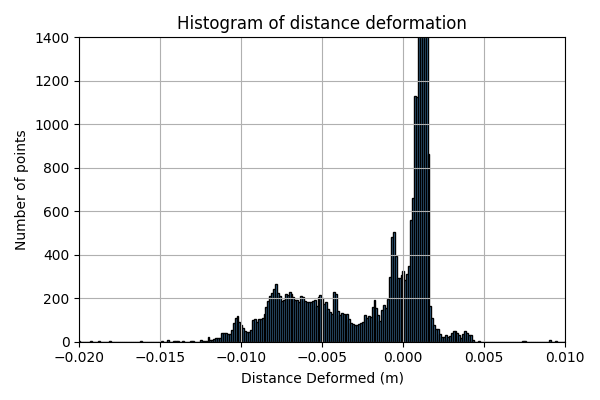 Histogram of distance deformation
1400
1200
1000
800
600
400
200
0
Number of points
−0.020 −0.015 −0.010 −0.005 0.000 0.005 0.010
Distance Deformed (m)